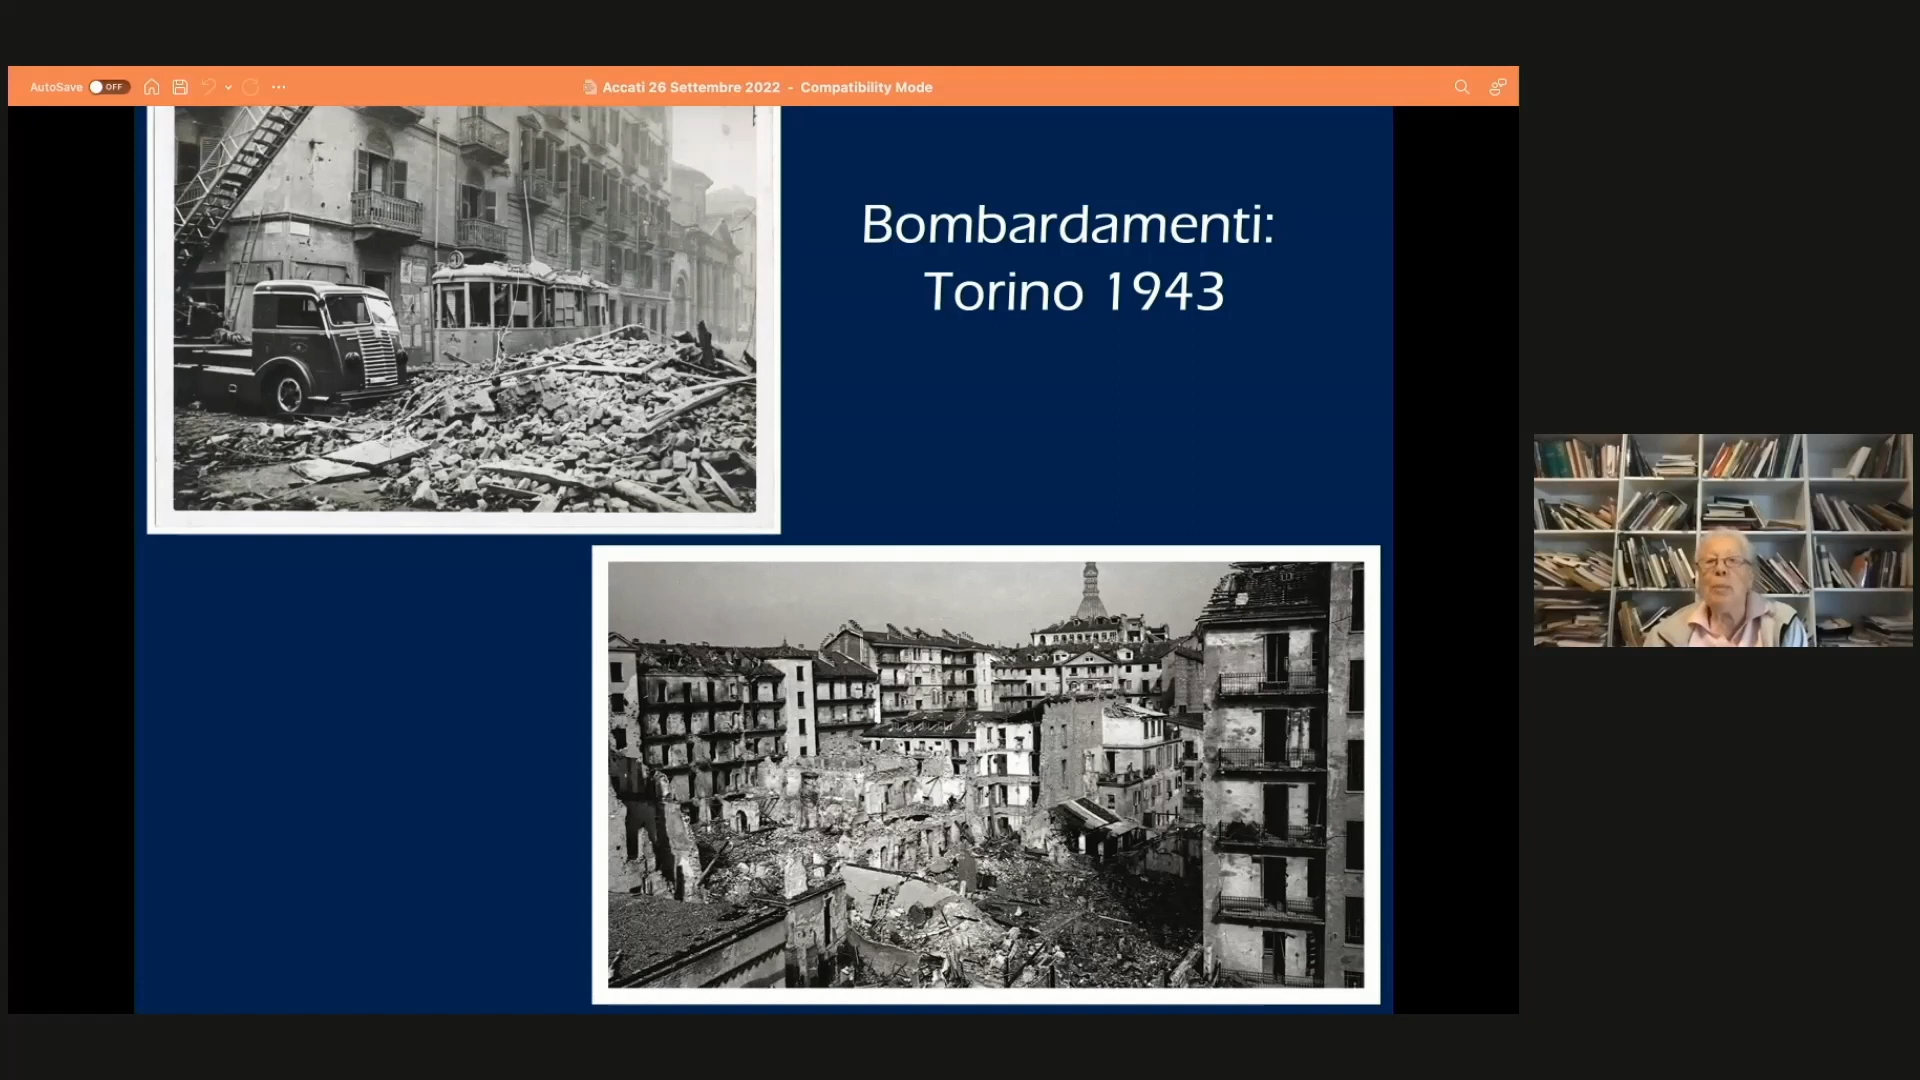 AutoSave OFF
Accati 26 Settembre 2022 - Compatibility Mode
Bombardamenti:
Torino 1943